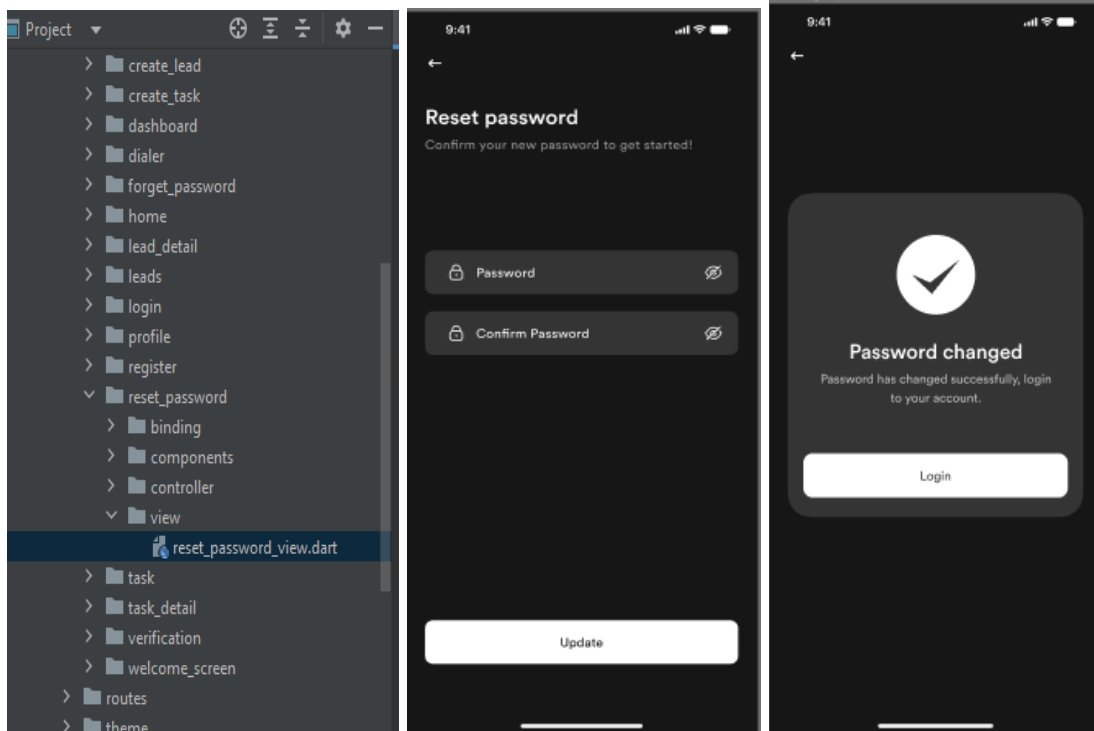 Project
create_lead
create_task
dashboard
dialer
forget_password
home
lead_detail
leads
login
profile
register
reset_password
binding
components
controller
view
reset_password_view.dart
task
task_detail
verification
welcome_screen
routes
theme
9:41
Reset password
Confirm your new password to get started!
Password
Confirm Password
Update
9:41
Password changed
Password has changed successfully, login
to your account.
Login